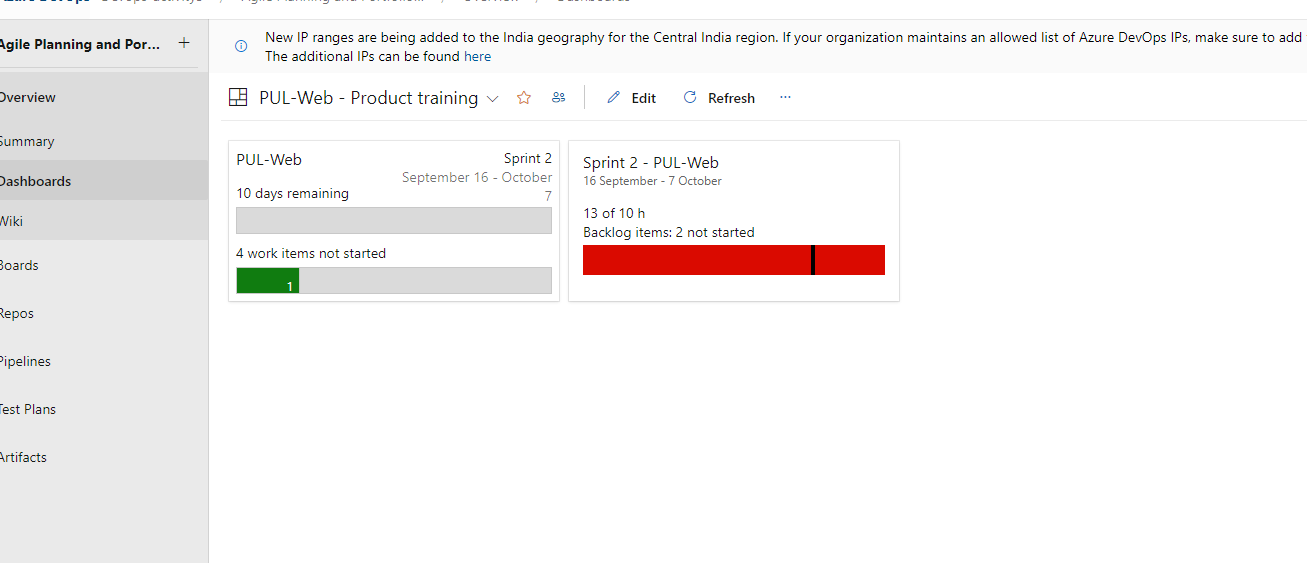 Agile Planning and Por...
Overview
Summary
Dashboards
Wiki
Boards
Repos
Pipelines
Test Plans
Artifacts
New IP ranges are being added to the India geography for the Central India region. If your organization maintains an allowed list of Azure DevOps IPs, make sure to add
The additional IPs can be found here
PUL-Web - Product training
Edit
Refresh
PUL-Web
Sprint 2
September 16 - October
7
10 days remaining
4 work items not started
1
Sprint 2 - PUL-Web
16 September - 7 October
13 of 10 h
Backlog items: 2 not started